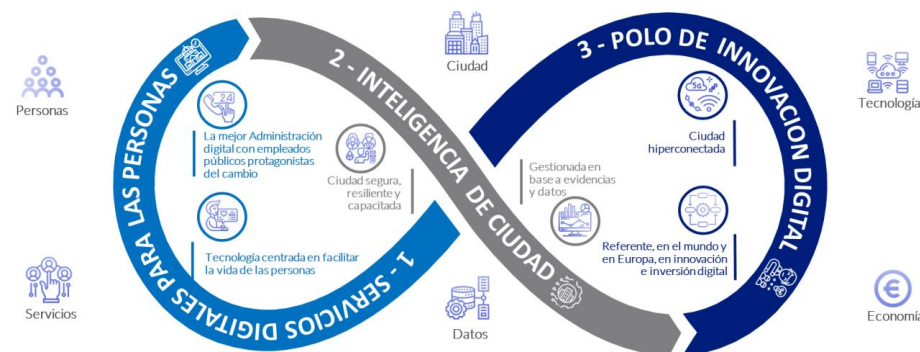 Personas
Servicios
1 - SERVICIOS DIGITALES PARA LAS PERSONAS
24
La mejor Administración
digital con empleados
públicos protagonistas
del cambio
Tecnología centrada en facilitar
la vida de las personas
Ciudad
2 - INTELIGENCIA DE CIUDAD
Ciudad segura,
resiliente y
capacitada
Gestionada en
base a evidencias
y datos
Datos
3 - POLO DE INNOVACION DIGITAL
5G
Ciudad
hiperconectada
Referente, en el mundo y
en Europa, en innovación
e inversión digital
Tecnología
€
Economía